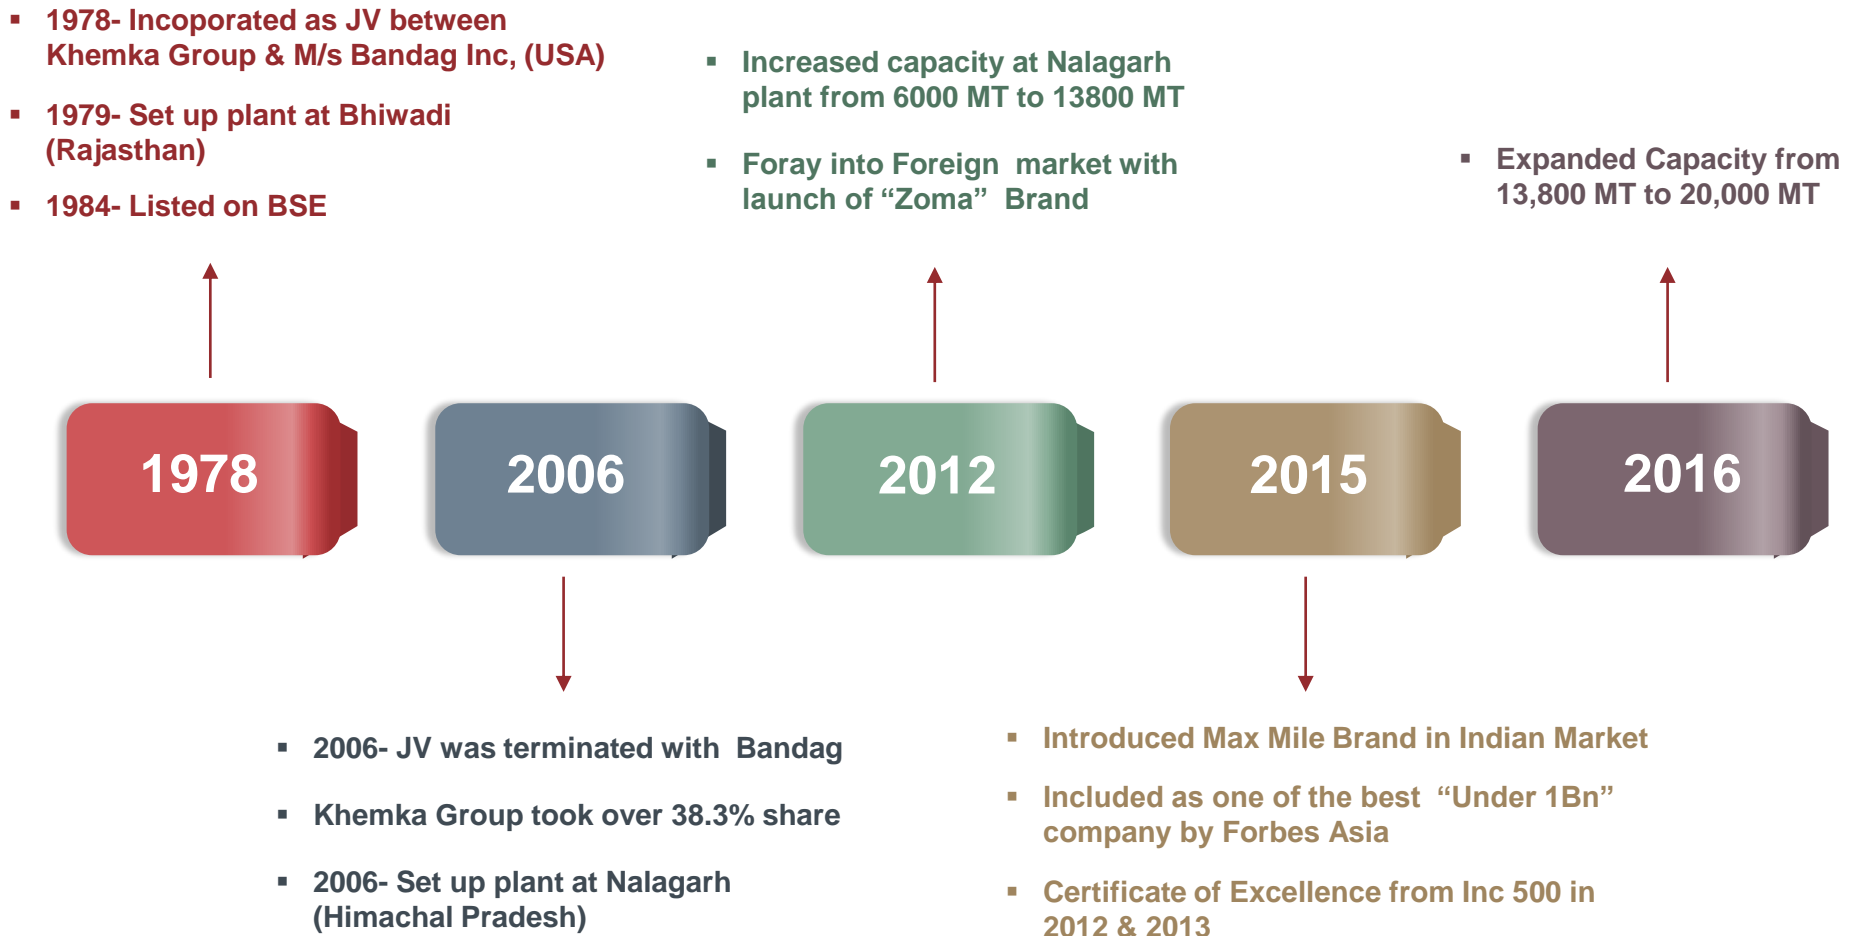 ▪ 1978- Incoporated as JV between
Khemka Group & M/s Bandag Inc, (USA)
▪ 1979- Set up plant at Bhiwadi
(Rajasthan)
▪ 1984- Listed on BSE
▪ Increased capacity at Nalagarh
plant from 6000 MT to 13800 MT
▪ Foray into Foreign market with
launch of “Zoma” Brand
▪ Expanded Capacity from
13,800 MT to 20,000 MT
1978
2006
2012
2015
2016
▪ 2006- JV was terminated with Bandag
▪ Khemka Group took over 38.3% share
▪ 2006- Set up plant at Nalagarh
(Himachal Pradesh)
▪ Introduced Max Mile Brand in Indian Market
▪ Included as one of the best “Under 1Bn”
company by Forbes Asia
▪ Certificate of Excellence from Inc 500 in
2012 & 2013